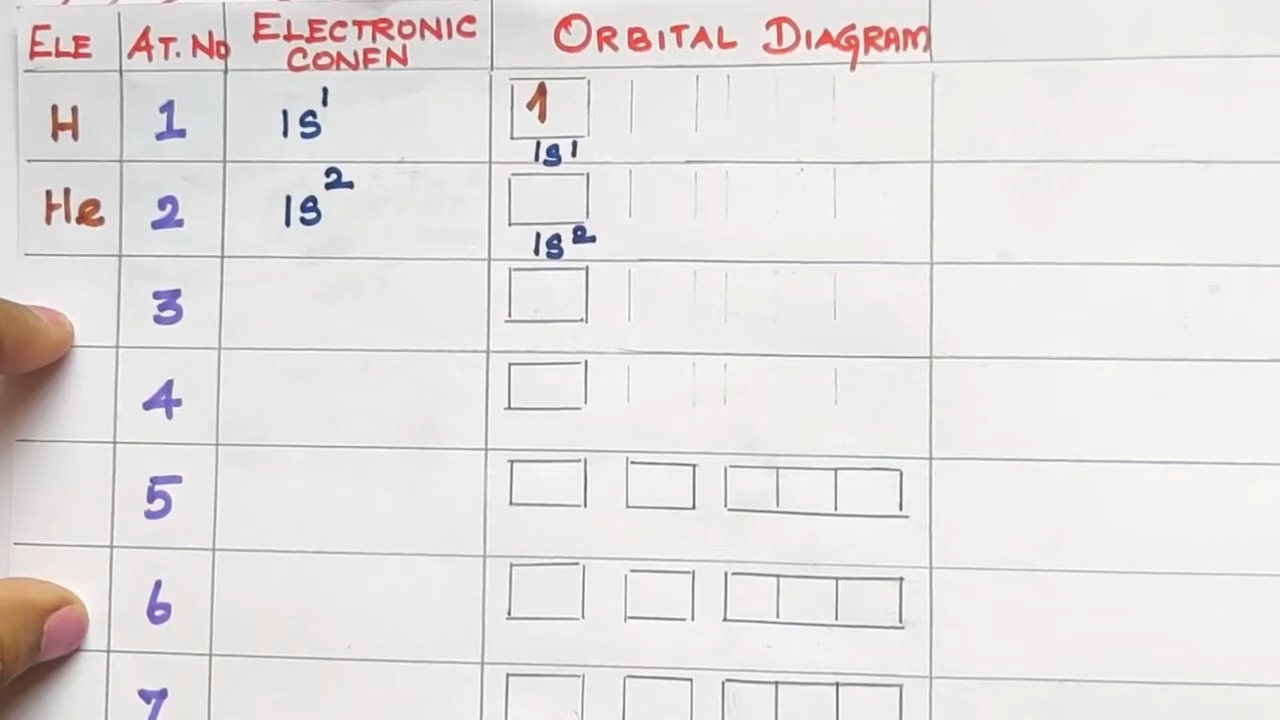 ELE AT. NO ELECTRONIC CONFN ORBITAL DIAGRAM
H 1 1s¹ 1
1s¹
He 2 1s²
1s²
3
4
5
6
7